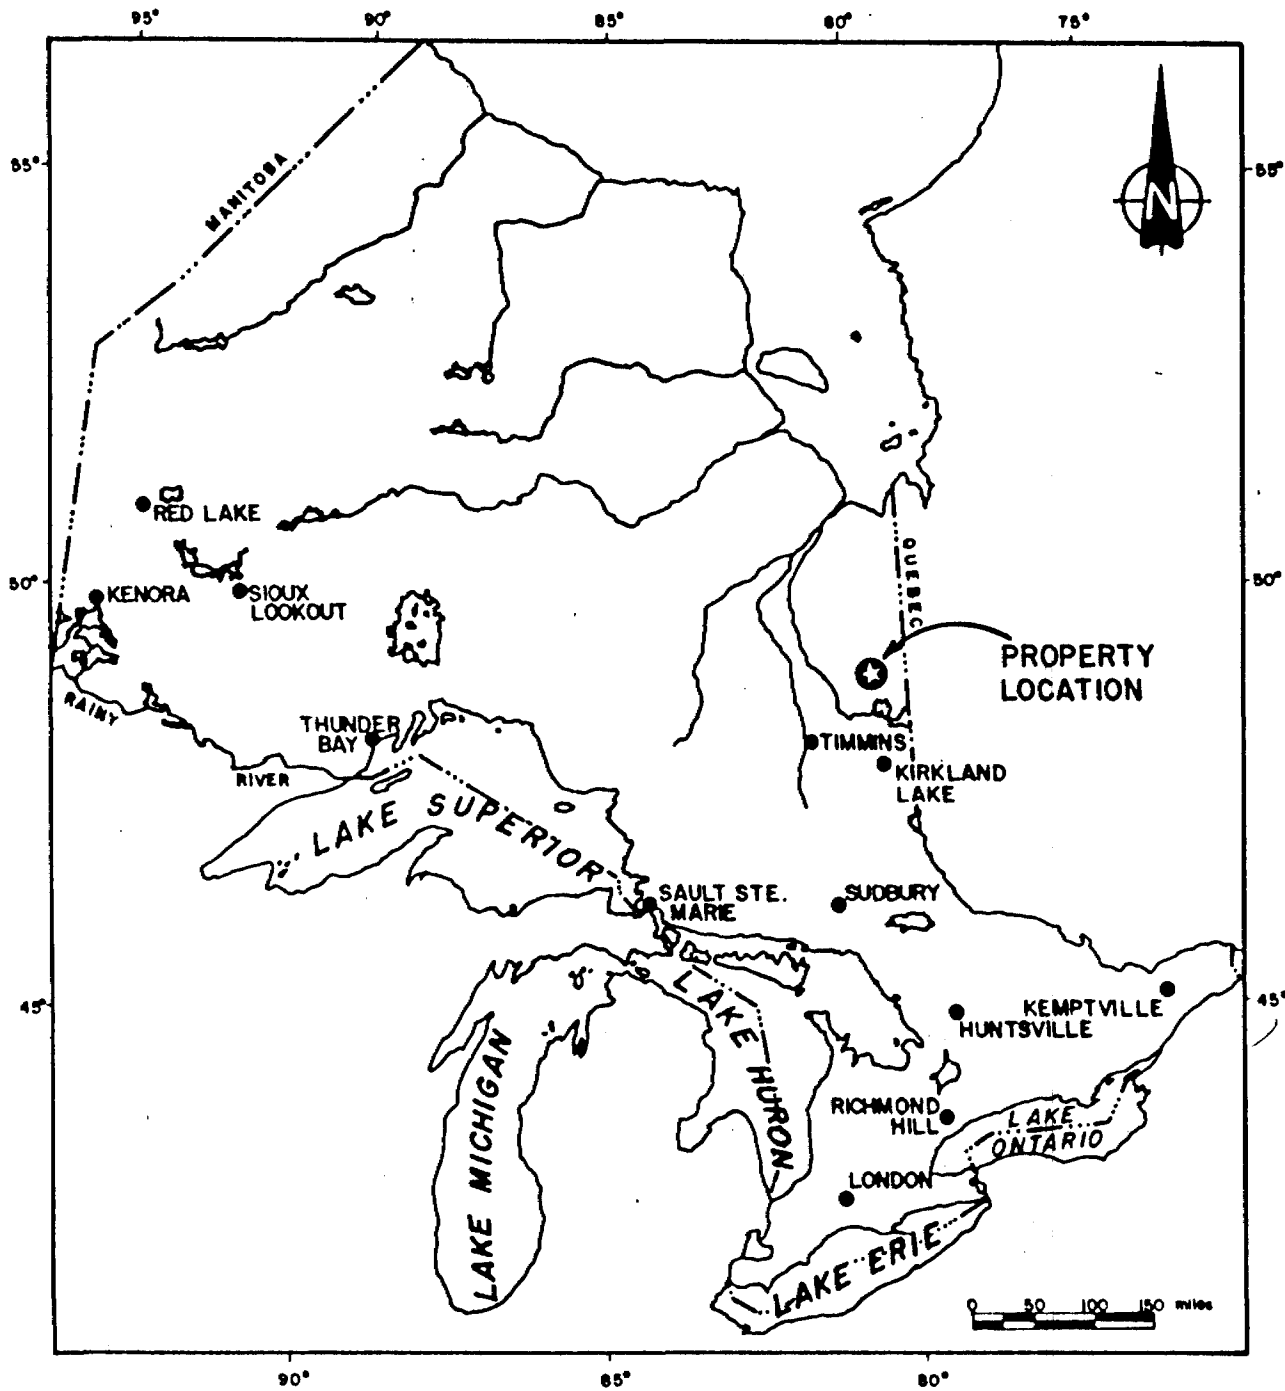 95° 90° 85° 80° 75°
55° 55°
MANITOBA
N
RED LAKE
QUEBEC
50° 50°
KENORA
SIOUX
LOOKOUT
PROPERTY
LOCATION
RAINY
RIVER
THUNDER
BAY
TIMMINS
KIRKLAND
LAKE
LAKE SUPERIOR
SAULT STE.
MARIE
SUDBURY
45° 45°
LAKE HURON
KEMPTVILLE
HUNTSVILLE
LAKE MICHIGAN
RICHMOND
HILL
LAKE
ONTARIO
LONDON
LAKE ERIE
0 50 100 150 miles
90° 85° 80°